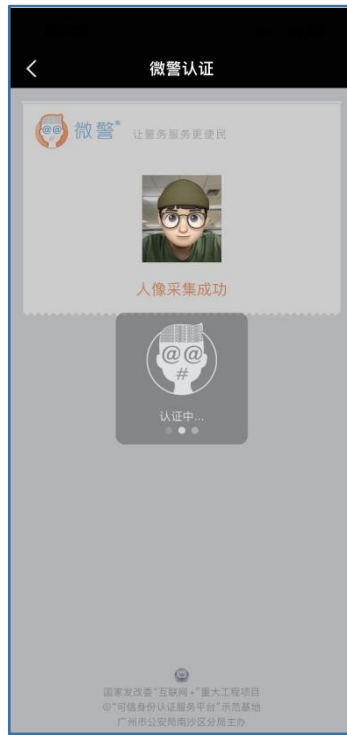 微警认证
微警® 让警务服务更便民
人像采集成功
@@
#
认证中...
国家发改委“互联网+”重大工程项目
©“可信身份认证服务平台”示范基地
广州市公安局南沙区分局主办